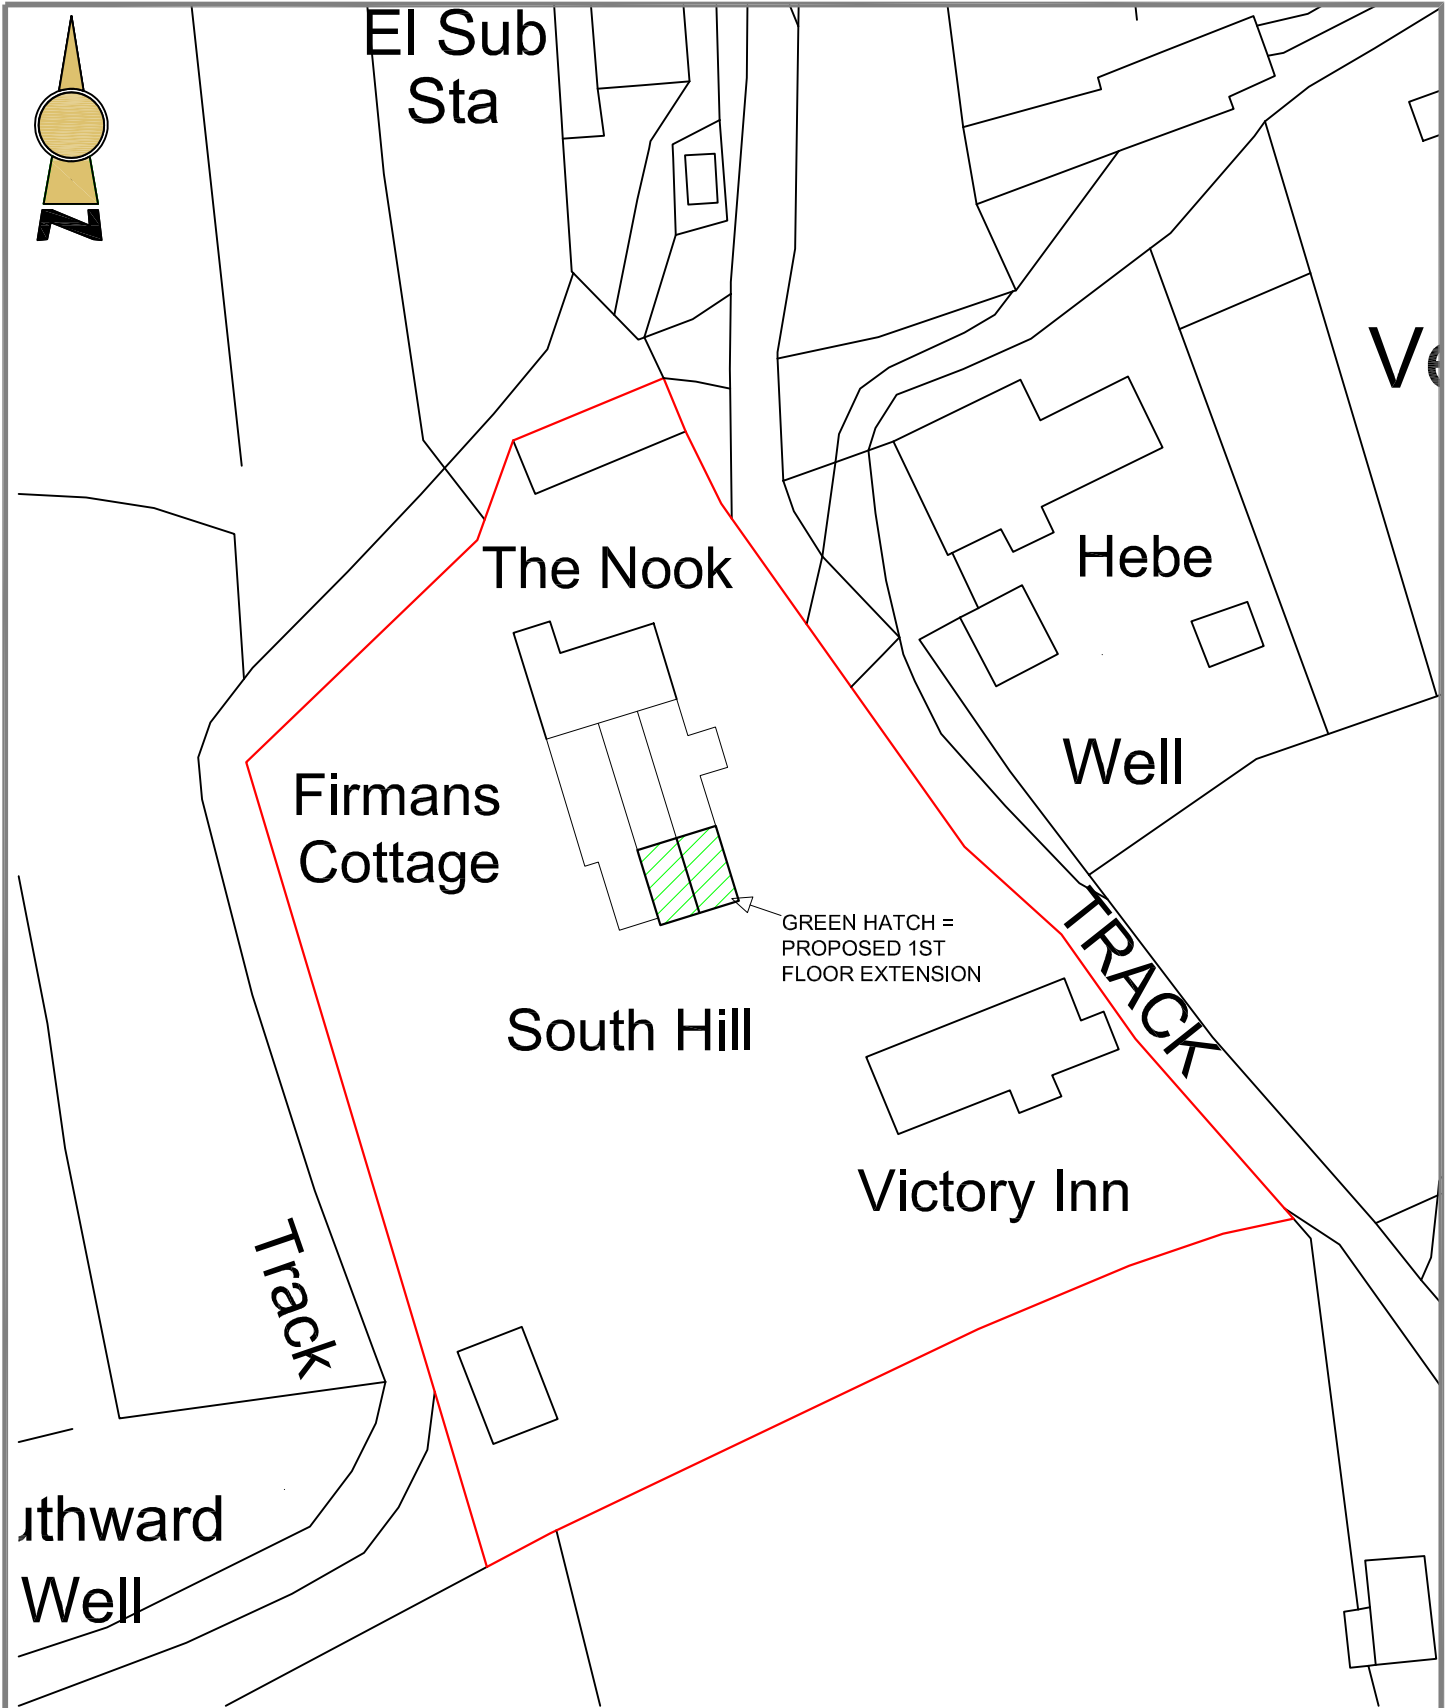 El Sub
Sta
N
The Nook
Hebe
Well
Firmans
Cottage
GREEN HATCH =
PROPOSED 1ST
FLOOR EXTENSION
TRACK
South Hill
Victory Inn
Track
Well